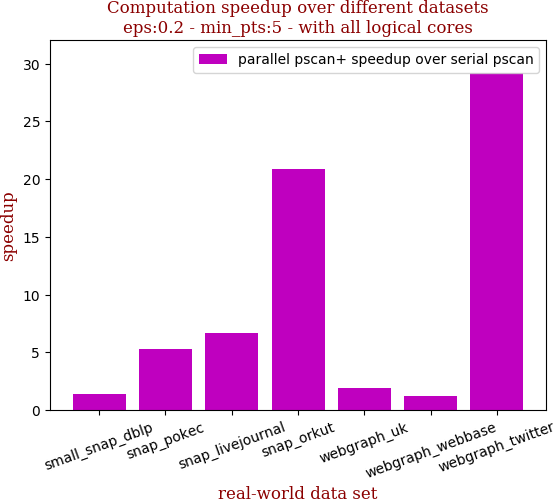 Computation speedup over different datasets
eps:0.2 - min_pts:5 - with all logical cores
parallel pscan+ speedup over serial pscan
speedup
30
25
20
15
10
5
0
small_snap_dblp
snap_pokec
snap_livejournal
snap_orkut
webgraph_uk
webgraph_webbase
webgraph_twitter
real-world data set